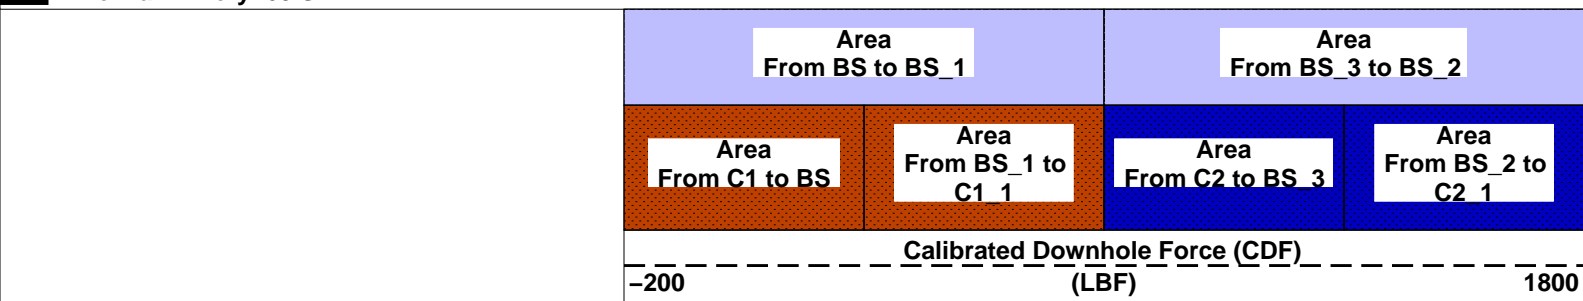 Area
From BS to BS_1
Area
From BS_3 to BS_2
Area
From C1 to BS
Area
From BS_1 to
C1_1
Area
From C2 to BS_3
Area
From BS_2 to
C2_1
Calibrated Downhole Force (CDF)
−200 (LBF) 1800